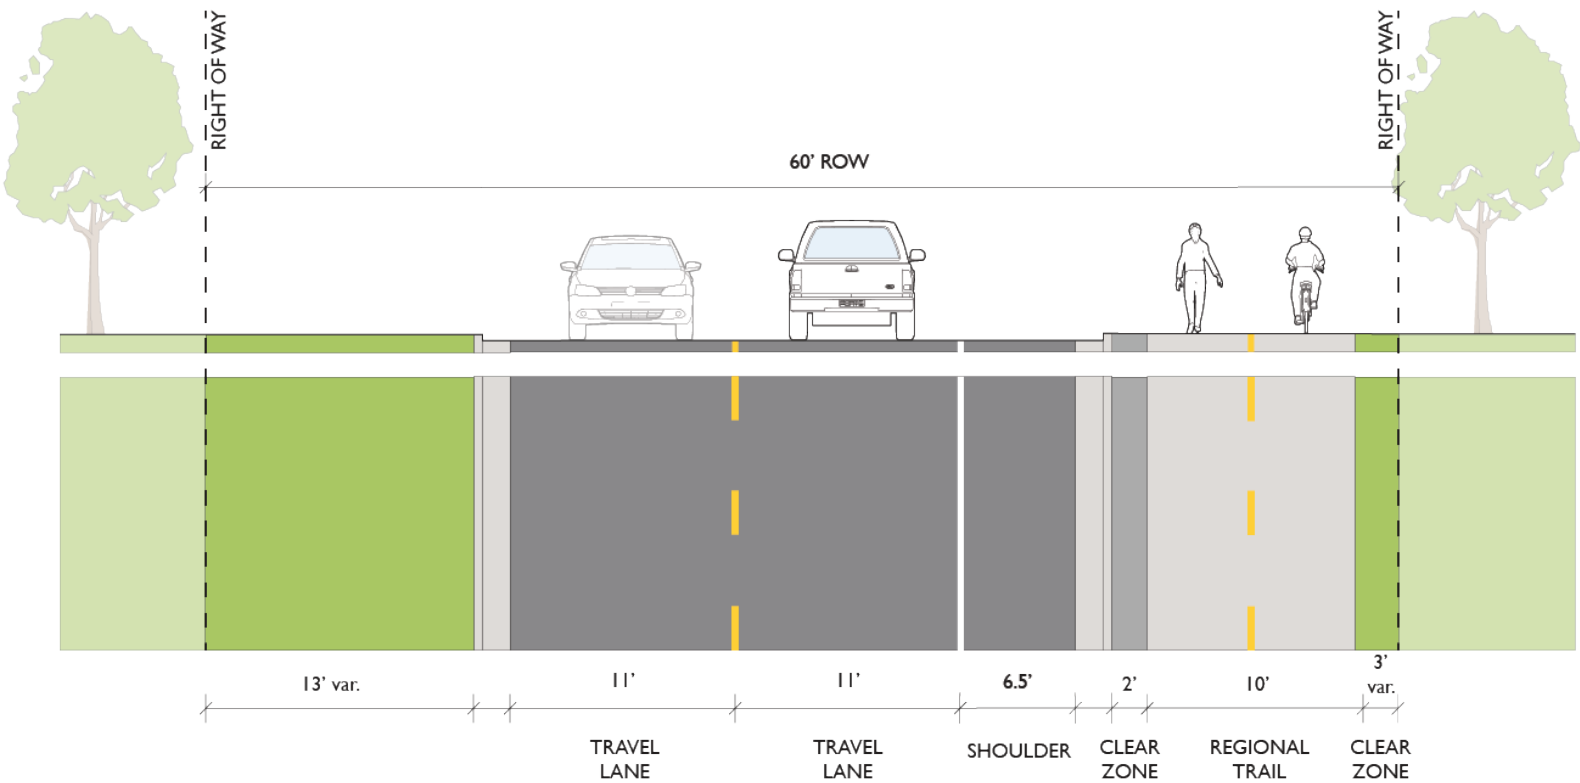 RIGHT OF WAY
RIGHT OF WAY
60’ ROW
13’ var.
11’
11’
6.5’
2’
10’
3’
var.
TRAVEL
LANE
TRAVEL
LANE
SHOULDER
CLEAR
ZONE
REGIONAL
TRAIL
CLEAR
ZONE